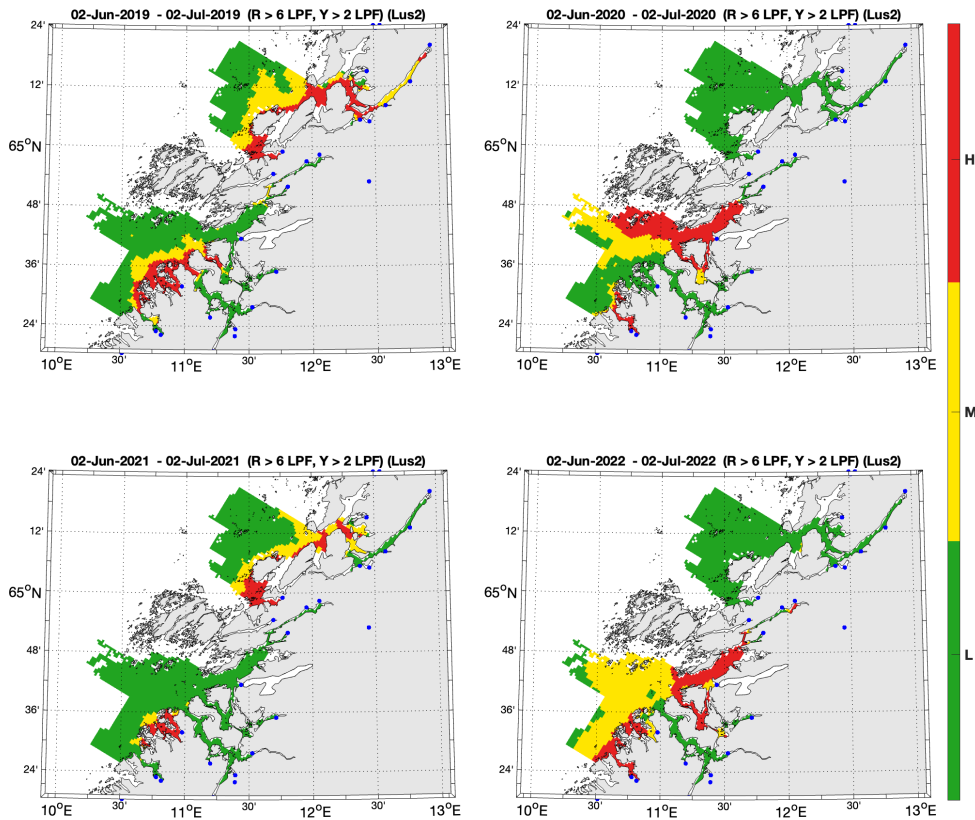 02-Jun-2019 - 02-Jul-2019 (R > 6 LPF, Y > 2 LPF) (Lus2)
24'
12'
65°N
48'
36'
24'
10°E 30' 11°E 30' 12°E 30' 13°E
02-Jun-2020 - 02-Jul-2020 (R > 6 LPF, Y > 2 LPF) (Lus2)
24'
12'
65°N
48'
36'
24'
10°E 30' 11°E 30' 12°E 30' 13°E
02-Jun-2021 - 02-Jul-2021 (R > 6 LPF, Y > 2 LPF) (Lus2)
24'
12'
65°N
48'
36'
24'
10°E 30' 11°E 30' 12°E 30' 13°E
02-Jun-2022 - 02-Jul-2022 (R > 6 LPF, Y > 2 LPF) (Lus2)
24'
12'
65°N
48'
36'
24'
10°E 30' 11°E 30' 12°E 30' 13°E
H
M
L